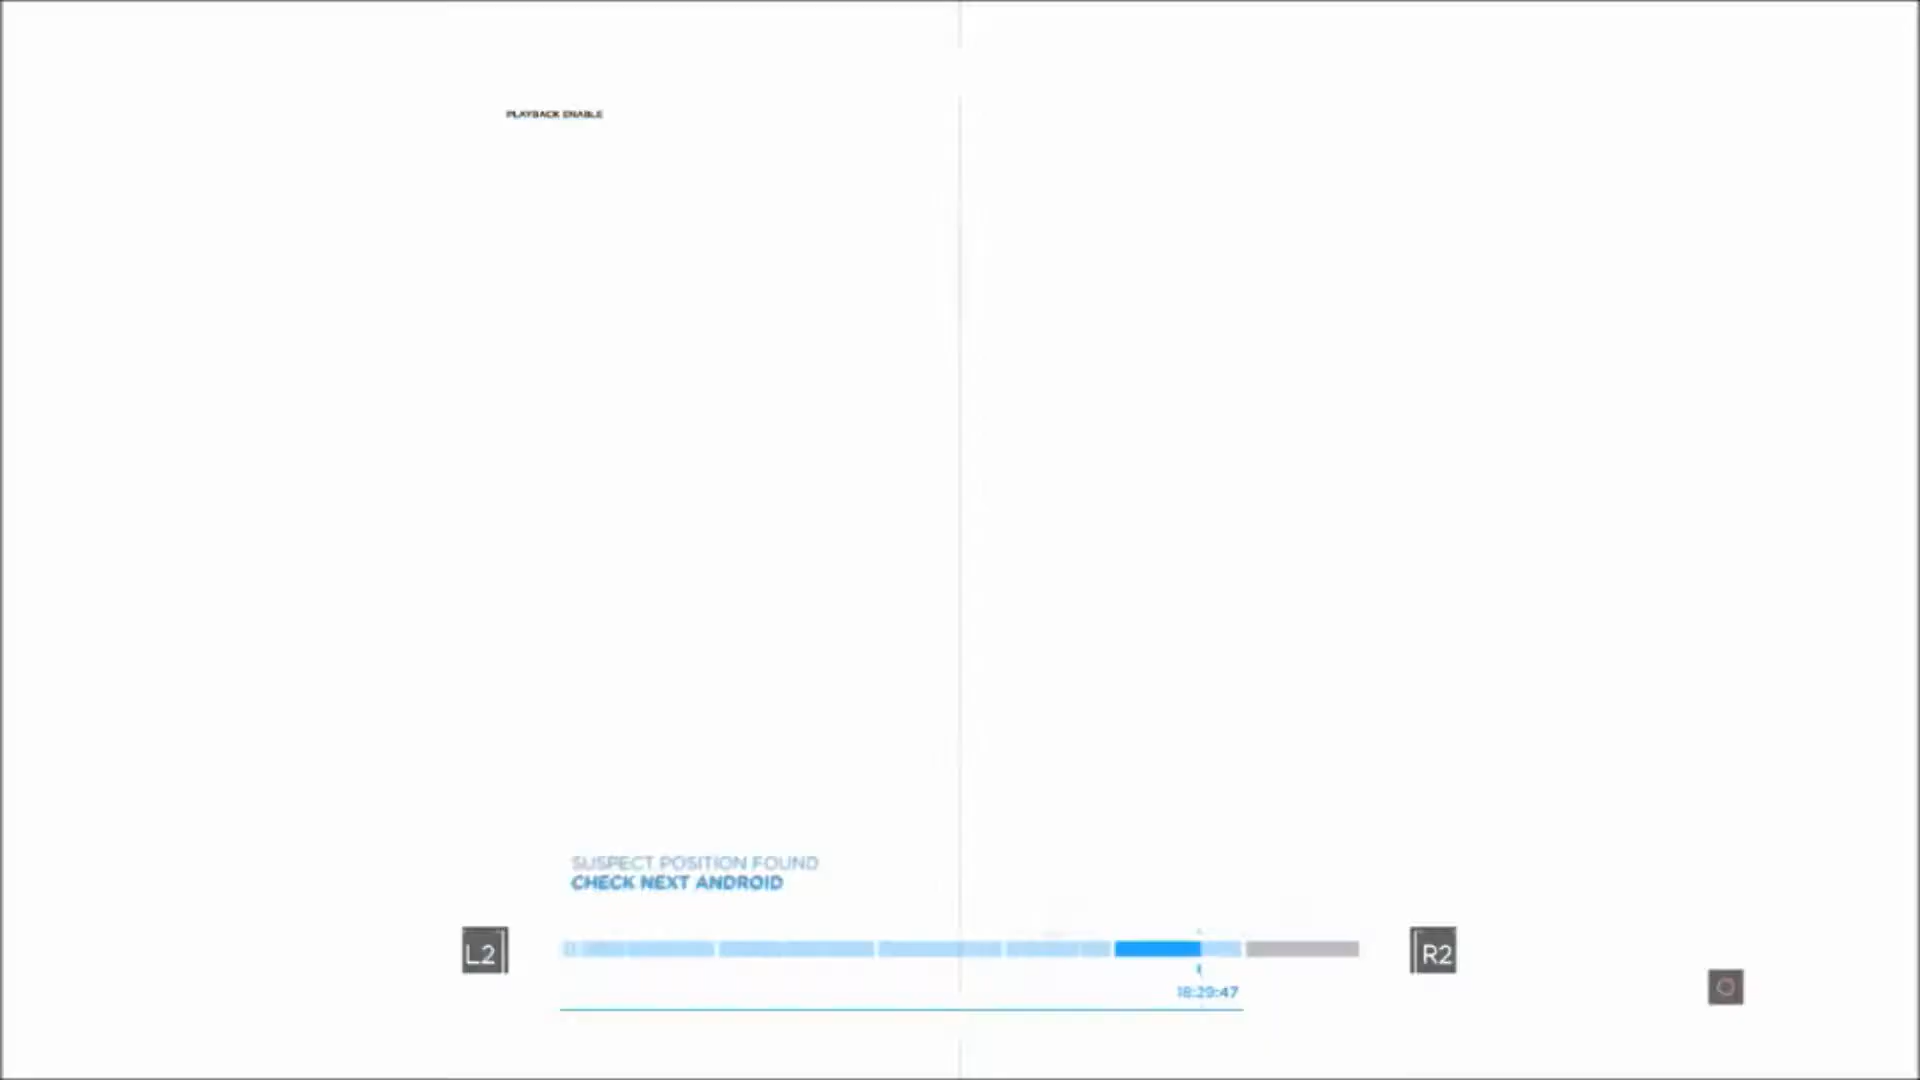 PLAYBACK ENABLE
SUSPECT POSITION FOUND
CHECK NEXT ANDROID
L2
R2
18:29:47